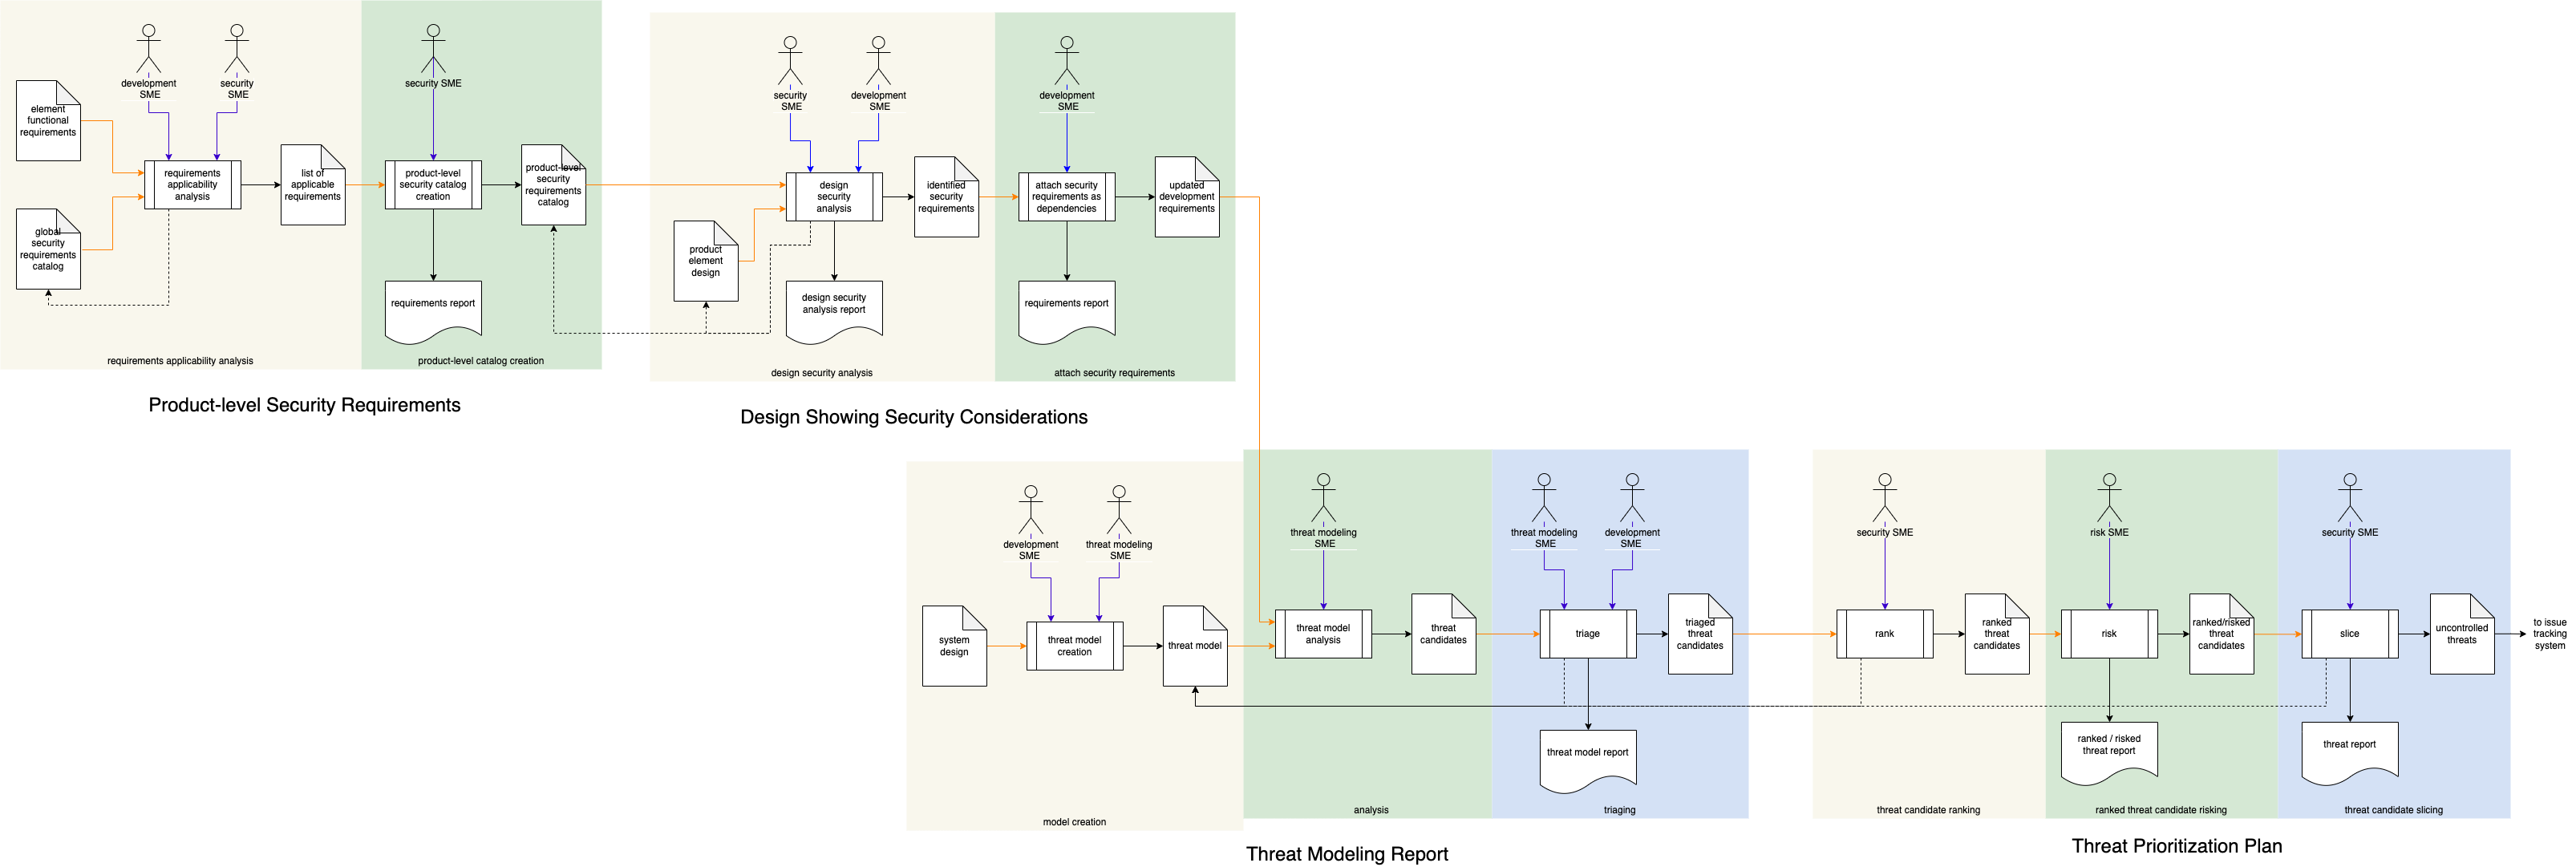 development
SME
security
SME
element
functional
requirements
requirements
applicability
analysis
list of
applicable
requirements
global
security
requirements
catalog
requirements applicability analysis
security SME
product-level
security catalog
creation
product-level
security
requirements
catalog
requirements report
product-level catalog creation
Product-level Security Requirements
security
SME
development
SME
design
security
analysis
identified
security
requirements
product
element
design
design security
analysis report
design security analysis
development
SME
attach security
requirements as
dependencies
updated
development
requirements
requirements report
attach security requirements
Design Showing Security Considerations
development
SME
threat modeling
SME
system
design
threat model
creation
threat model
model creation
threat modeling
SME
threat model
analysis
threat
candidates
analysis
threat modeling
SME
development
SME
triage
triaged
threat
candidates
threat model report
triaging
Threat Modeling Report
security SME
rank
ranked
threat
candidates
threat candidate ranking
risk SME
risk
ranked/risked
threat
candidates
ranked / risked
threat report
ranked threat candidate risking
security SME
slice
uncontrolled
threats
to issue
tracking
system
threat report
threat candidate slicing
Threat Prioritization Plan